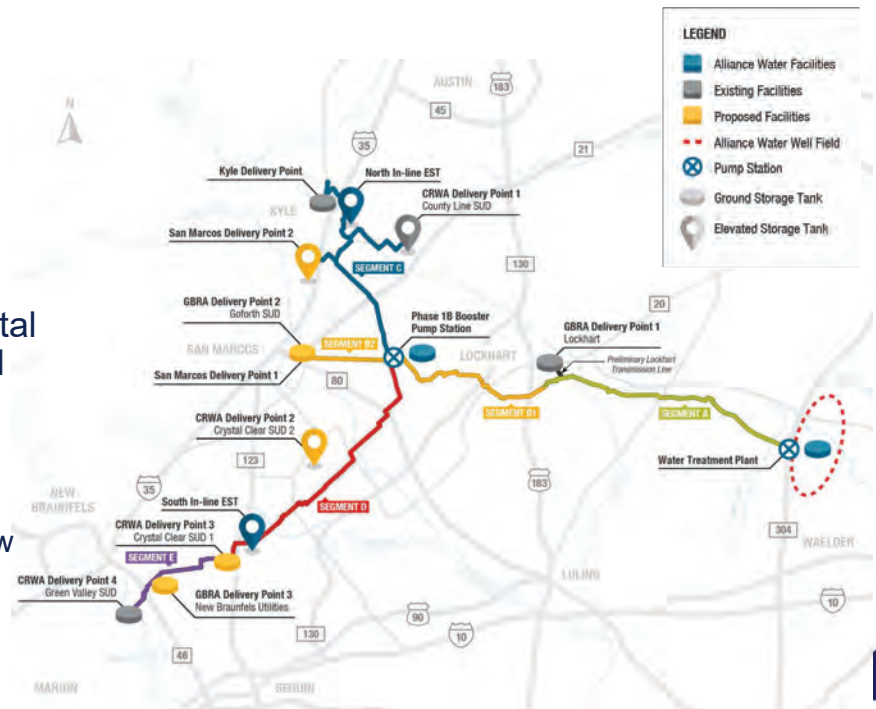 LEGEND
Alliance Water Facilities
Existing Facilities
Proposed Facilities
Alliance Water Well Field
Pump Station
Ground Storage Tank
Elevated Storage Tank
AUSTIN
183
45
N
35
21
Kyle Delivery Point
North In-line EST
CRWA Delivery Point 1
County Line SUD
KYLE
San Marcos Delivery Point 2
SEGMENT C
130
304
20
GBRA Delivery Point 2
Goforth SUD
Phase 1B Booster
Pump Station
GBRA Delivery Point 1
Lockhart
SAN MARCOS
SEGMENT B2
LOCKHART
Preliminary Lockhart
Transmission Line
San Marcos Delivery Point 1
80
SEGMENT B1
SEGMENT A
CRWA Delivery Point 2
Crystal Clear SUD 2
Water Treatment Plant
123
35
183
NEW
BRAUNFELS
South In-line EST
SEGMENT D
304
WAELDER
CRWA Delivery Point 3
Crystal Clear SUD 1
SEGMENT E
LULING
CRWA Delivery Point 4
Green Valley SUD
GBRA Delivery Point 3
New Braunfels Utilities
90
10
130
10
46
MARION
SEGUIN
tal
w